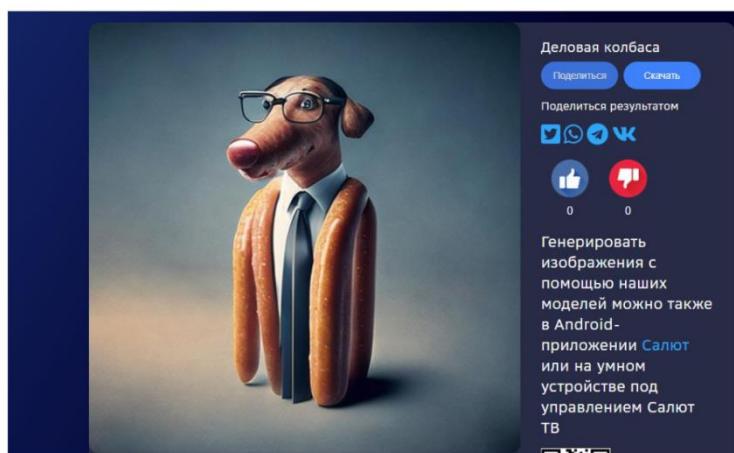 Деловая колбаса
Поделиться
Скачать
Поделиться результатом
0
0
Генерировать
изображения с
помощью наших
моделей можно также
в Android-
приложении Салют
или на умном
устройстве под
управлением Салют
ТВ